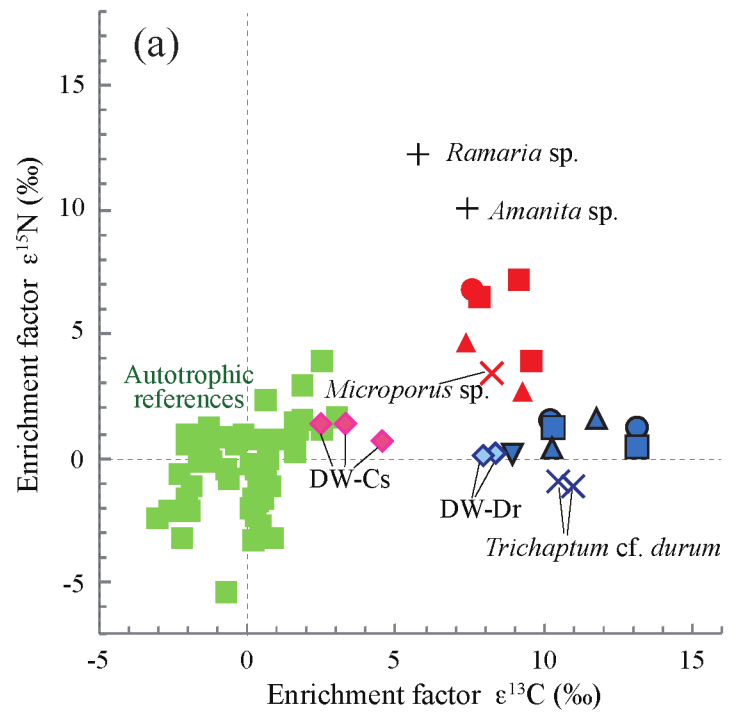 (a)
15
10
5
0
-5
-5
0
5
10
15
Enrichment factor ε¹⁵N (‰)
Enrichment factor ε¹³C (‰)
Ramaria sp.
Amanita sp.
Autotrophic
references
Microporus sp.
DW-Cs
DW-Dr
Trichaptum cf. durum